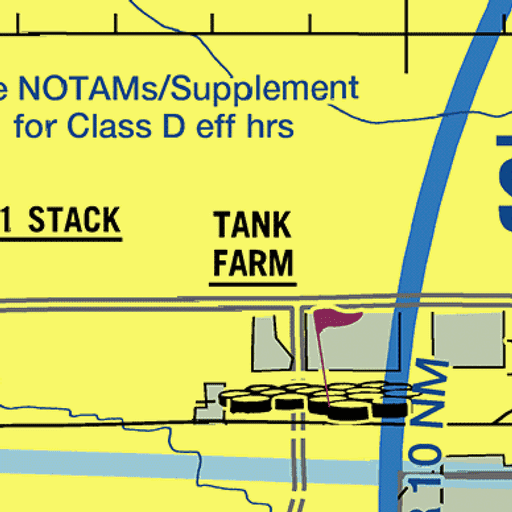 NOTAMs/Supplement
for Class D eff hrs
1 STACK
TANK
FARM
10 NM